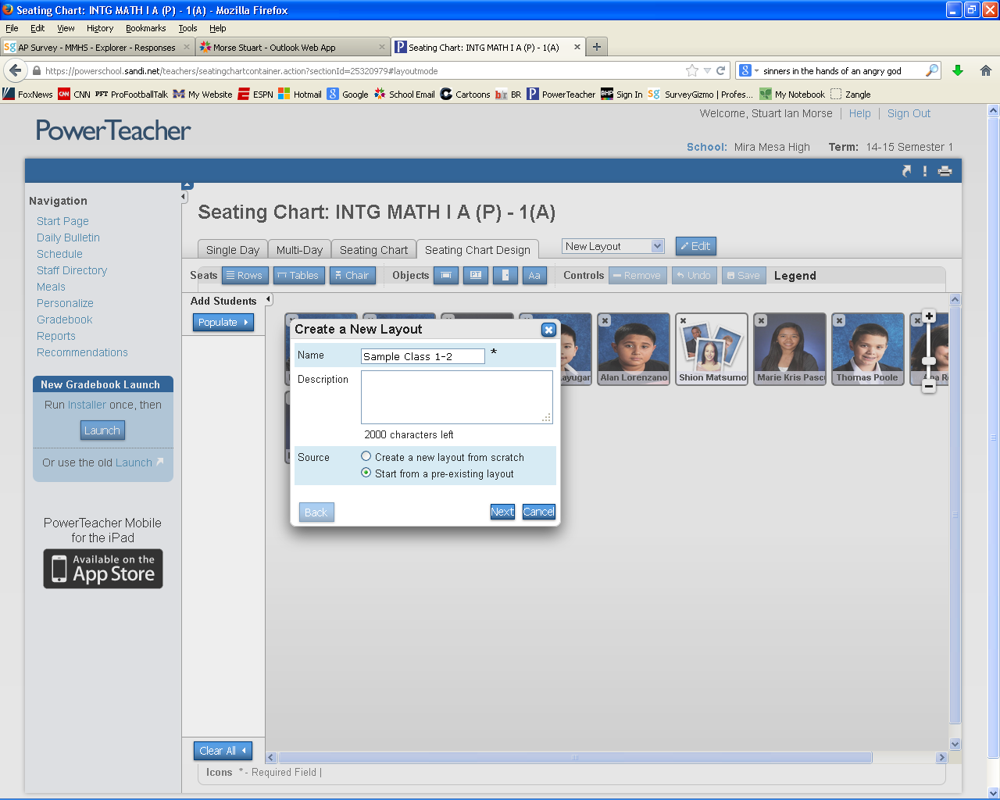 Seating Chart: INTG MATH I A (P) - 1(A) - Mozilla Firefox
File Edit View History Bookmarks Tools Help
AP Survey - MMHS - Explorer - Responses
Morse Stuart - Outlook Web App
Seating Chart: INTG MATH I A (P) - 1(A)
https://powerschool.sandi.net/teachers/seatingchartcontainer.action?sectionId=25320979#layoutmode
sinners in the hands of an angry god
FoxNews CNN ProFootballTalk My Website ESPN Hotmail Google School Email Cartoons BR PowerTeacher Sign In SurveyGizmo | Profes... My Notebook Zangle
PowerTeacher
Welcome, Stuart Ian Morse | Help | Sign Out
School: Mira Mesa High Term: 14-15 Semester 1
Navigation
Start Page
Daily Bulletin
Schedule
Staff Directory
Meals
Personalize
Gradebook
Reports
Recommendations
New Gradebook Launch
Run Installer once, then
Launch
Or use the old Launch
PowerTeacher Mobile
for the iPad
Available on the
App Store
Seating Chart: INTG MATH I A (P) - 1(A)
Single Day Multi-Day Seating Chart Seating Chart Design New Layout Edit
Seats Rows Tables Chair Objects PT Aa Controls Remove Undo Save Legend
Add Students
Populate
Clear All
Create a New Layout
Name Sample Class 1-2 *
Description
2000 characters left
Source Create a new layout from scratch
Start from a pre-existing layout
Back Next Cancel
Layugan Alan Lorenzano Shion Matsumo Marie Kris Pascu Thomas Poole
Icons * - Required Field |